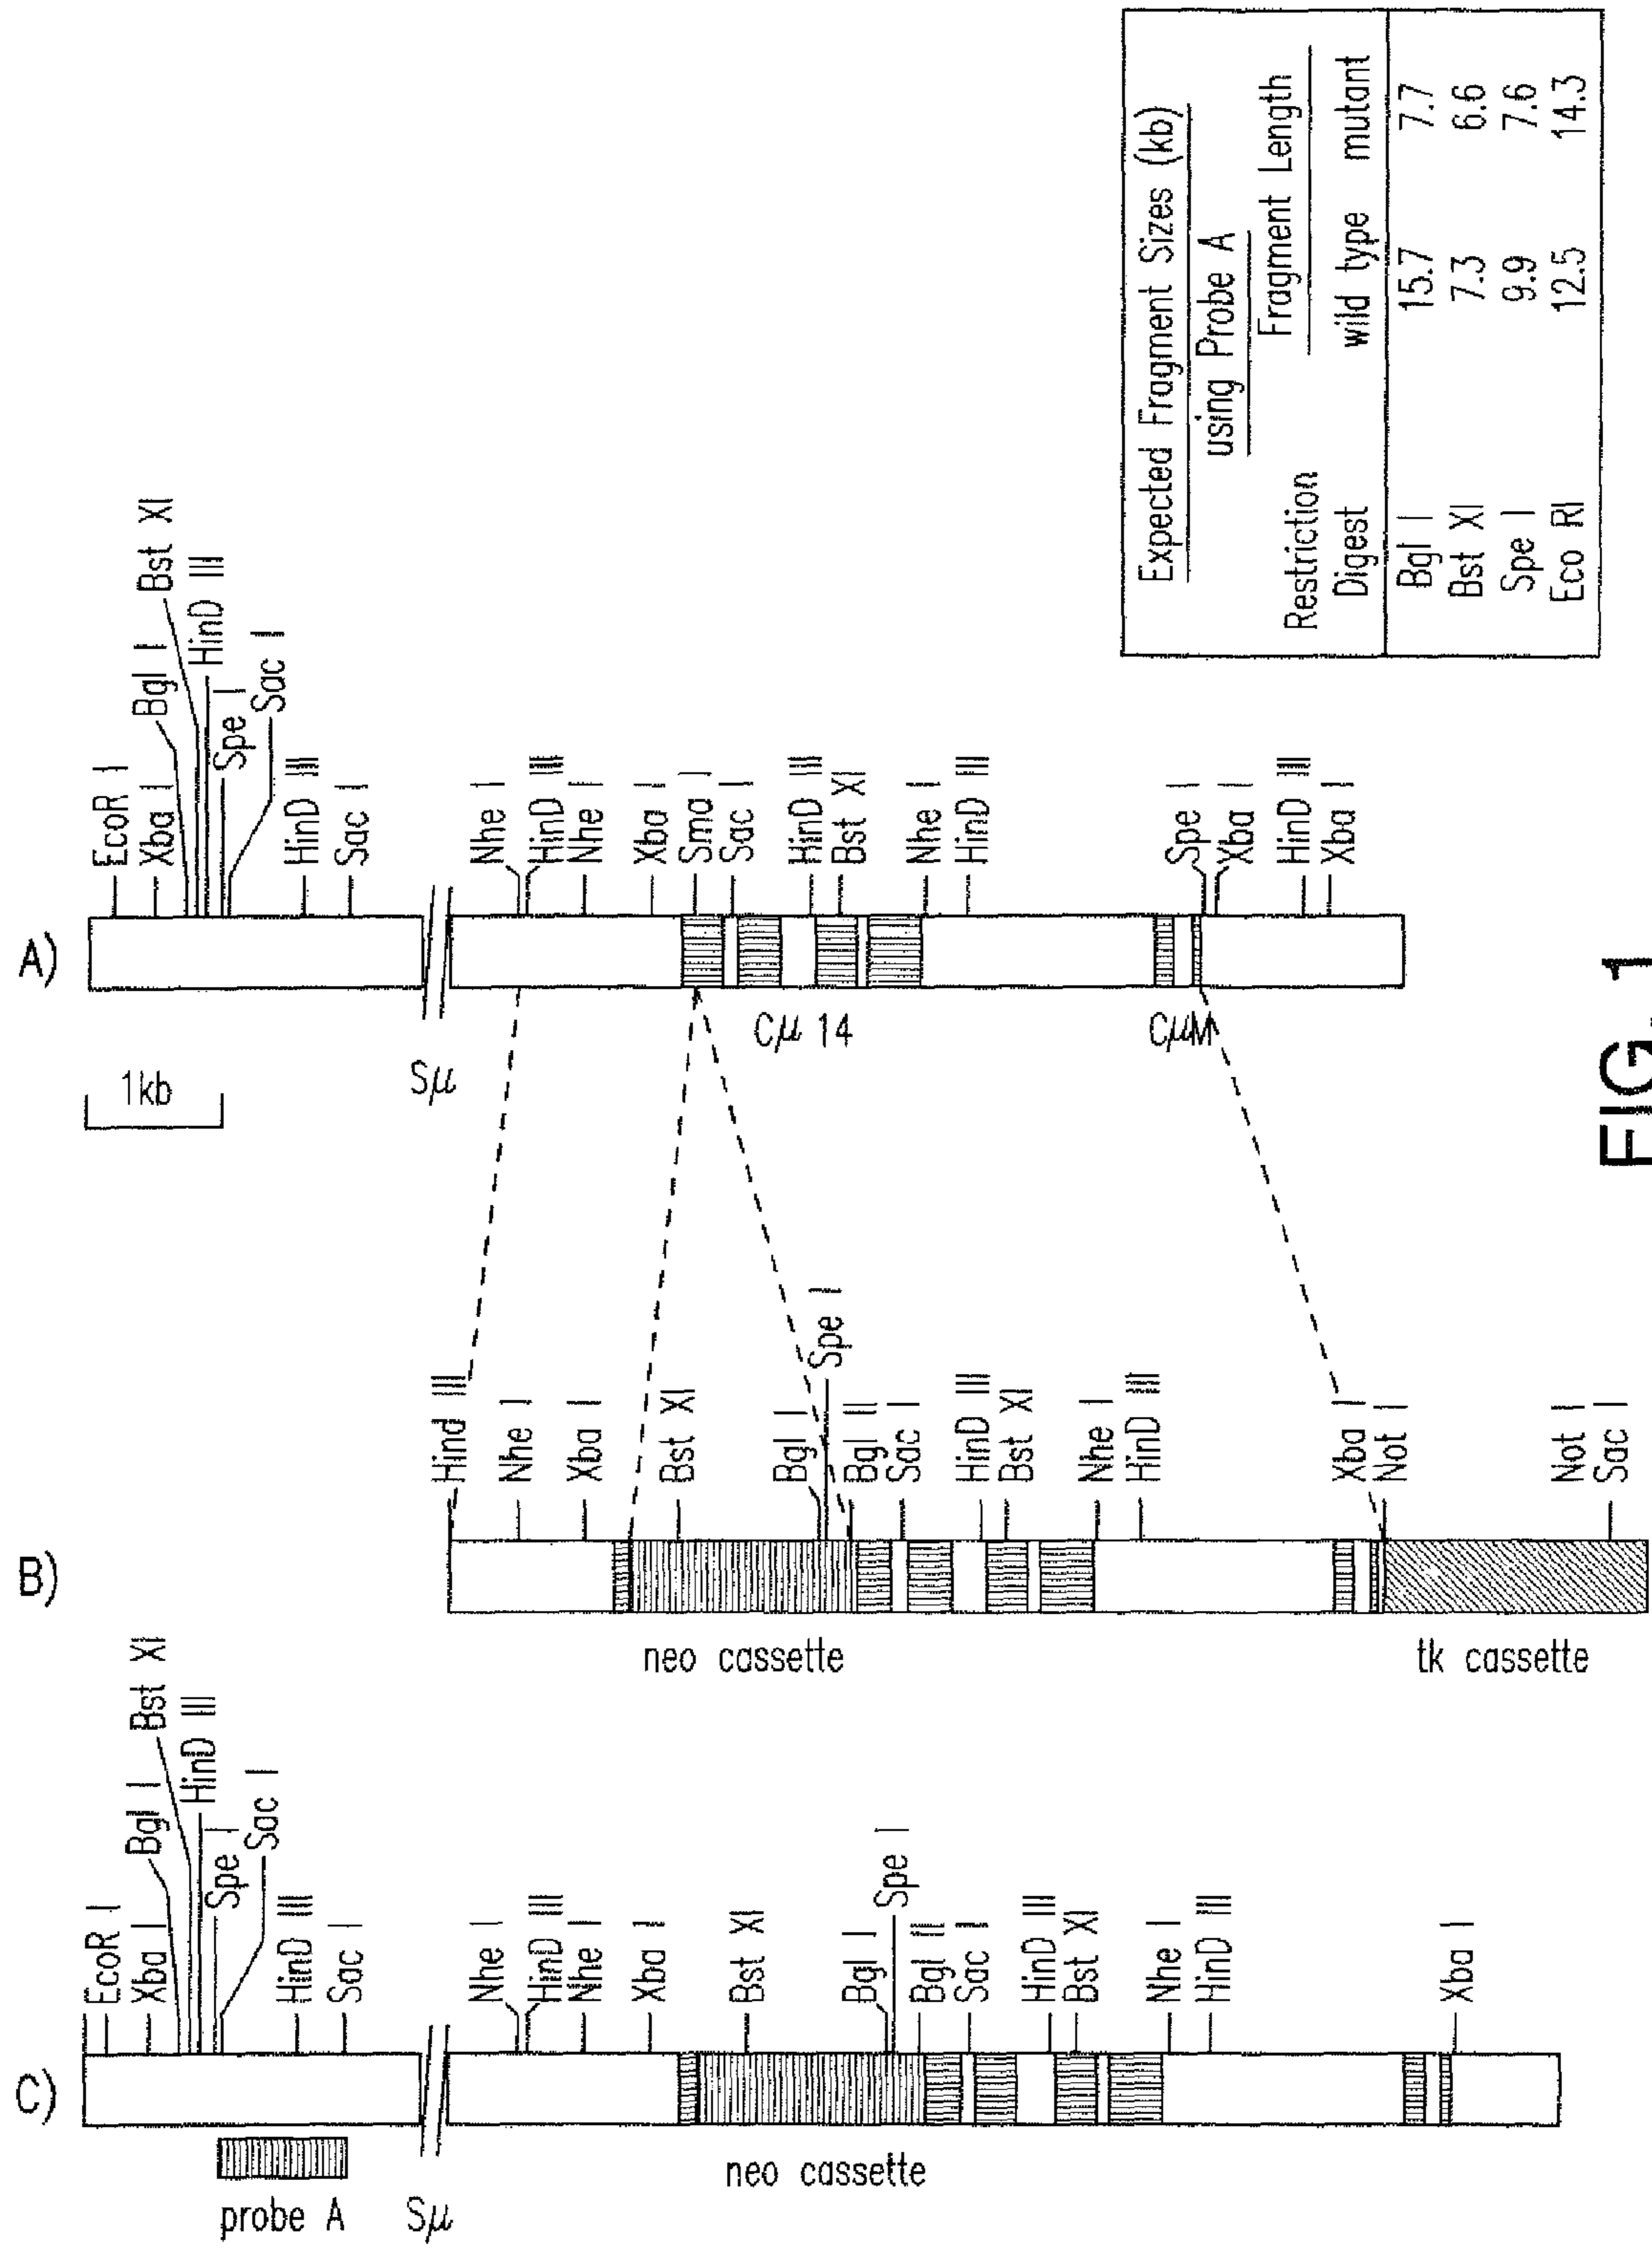 A)
EcoR I
Xba I
Bgl I
Bst XI
HinD III
Spe I
Sac I
HinD III
Sac I
Nhe I
HinD III
Nhe I
Xba I
Sma I
Sac I
HinD III
Bst XI
Nhe I
HinD III
Spe I
Xba I
HinD III
Xba I
Sμ
Cμ 14
CμM
1kb
B)
Hind III
Nhe I
Xba I
Bst XI
Bgl I
Spe I
Bgl II
Sac I
HinD III
Bst XI
Nhe I
HinD III
Xba I
Not I
Not I
Sac I
neo cassette
tk cassette
C)
EcoR I
Xba I
Bgl I
Bst XI
HinD III
Spe I
Sac I
HinD III
Sac I
Nhe I
HinD III
Nhe I
Xba I
Bst XI
Bgl I
Spe I
Bgl II
Sac I
HinD III
Bst XI
Nhe I
HinD III
Xba I
probe A
Sμ
neo cassette
Expected Fragment Sizes (kb)
using Probe A
Restriction Fragment Length
Digest wild type mutant
Bgl I 15.7 7.7
Bst XI 7.3 6.6
Spe I 9.9 7.6
Eco RI 12.5 14.3
FIG. 1